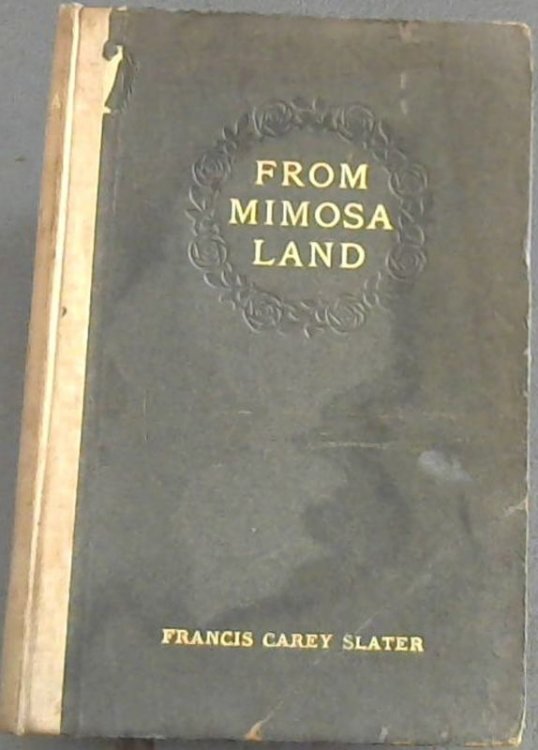 FROM
MIMOSA
LAND
FRANCIS CAREY SLATER